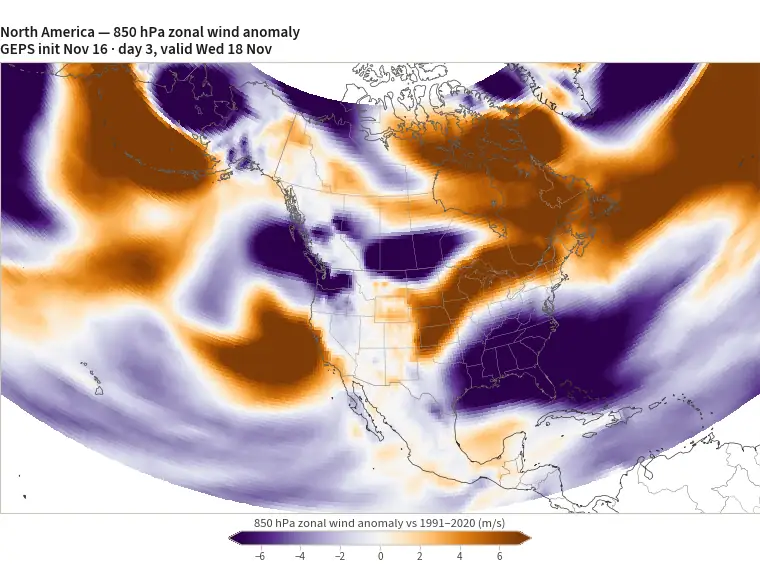 North America — 850 hPa zonal wind anomaly
GEPS init Nov 16 · day 3, valid Wed 18 Nov
850 hPa zonal wind anomaly vs 1991–2020 (m/s)
−6 −4 −2 0 2 4 6